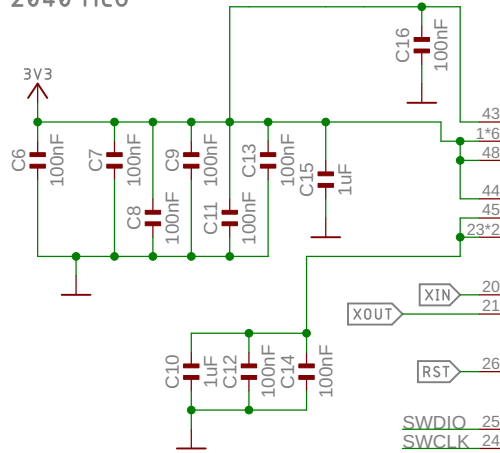 2040 MCU
C16
100nF
3V3
43
1*6
48
C6
100nF
C7
100nF
C9
100nF
C13
100nF
C15
1uF
C8
100nF
C11
100nF
44
45
23*2
XIN
20
XOUT
21
C10
1uF
C12
100nF
C14
100nF
RST
26
SWDIO
25
SWCLK
24